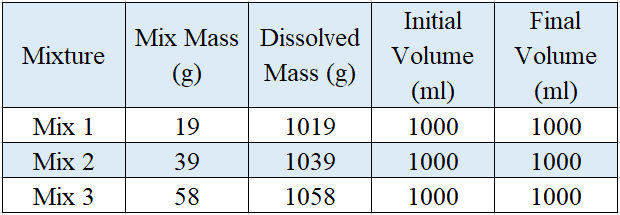 Mixture Mix Mass (g) Dissolved Mass (g) Initial Volume (ml) Final Volume (ml)
Mix 1 19 1019 1000 1000
Mix 2 39 1039 1000 1000
Mix 3 58 1058 1000 1000